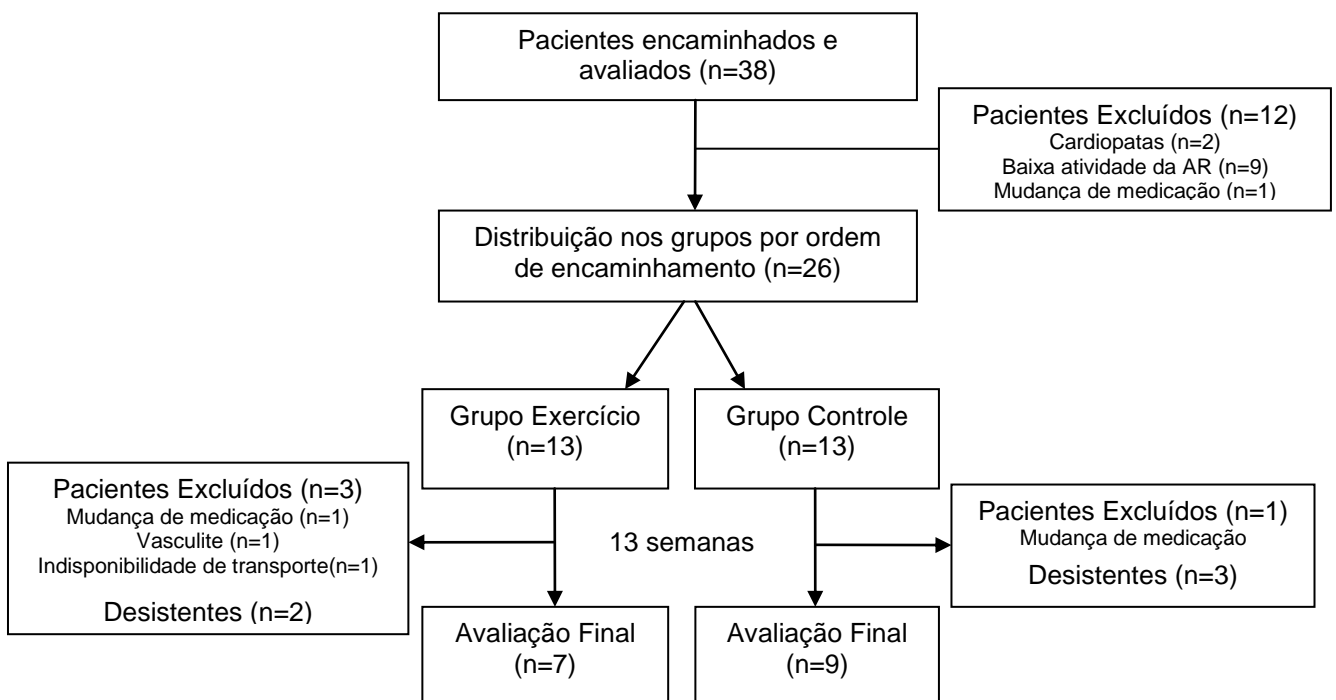 Pacientes encaminhados e
avaliados (n=38)
Pacientes Excluídos (n=12)
Cardiopatas (n=2)
Baixa atividade da AR (n=9)
Mudança de medicação (n=1)
Distribuição nos grupos por ordem
de encaminhamento (n=26)
Grupo Exercício
(n=13)
Grupo Controle
(n=13)
Pacientes Excluídos (n=3)
Mudança de medicação (n=1)
Vasculite (n=1)
Indisponibilidade de transporte(n=1)
Desistentes (n=2)
13 semanas
Pacientes Excluídos (n=1)
Mudança de medicação
Desistentes (n=3)
Avaliação Final
(n=7)
Avaliação Final
(n=9)